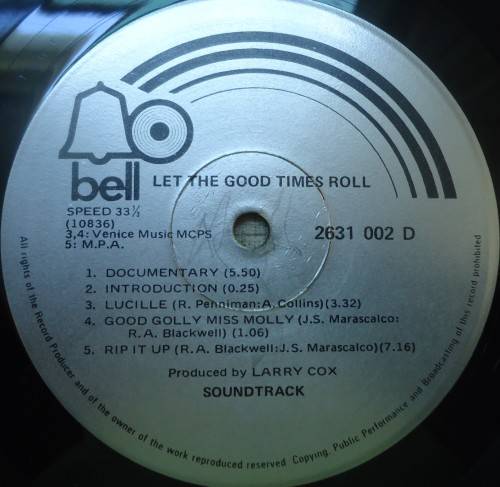 bell
LET THE GOOD TIMES ROLL
SPEED 33⅓
(10836)
3,4: Venice Music MCPS
5: M.P.A.
2631 002 D
1. DOCUMENTARY (5.50)
2. INTRODUCTION (0.25)
3. LUCILLE (R. Penniman:A. Collins)(3.32)
4. GOOD GOLLY MISS MOLLY (J.S. Marascalco:
R.A. Blackwell) (1.06)
5. RIP IT UP (R.A. Blackwell:J.S. Marascalco)(7.16)
Produced by LARRY COX
SOUNDTRACK
All rights of the Record Producer and of the owner of the work reproduced reserved. Copying, Public Performance and Broadcasting of this record prohibited